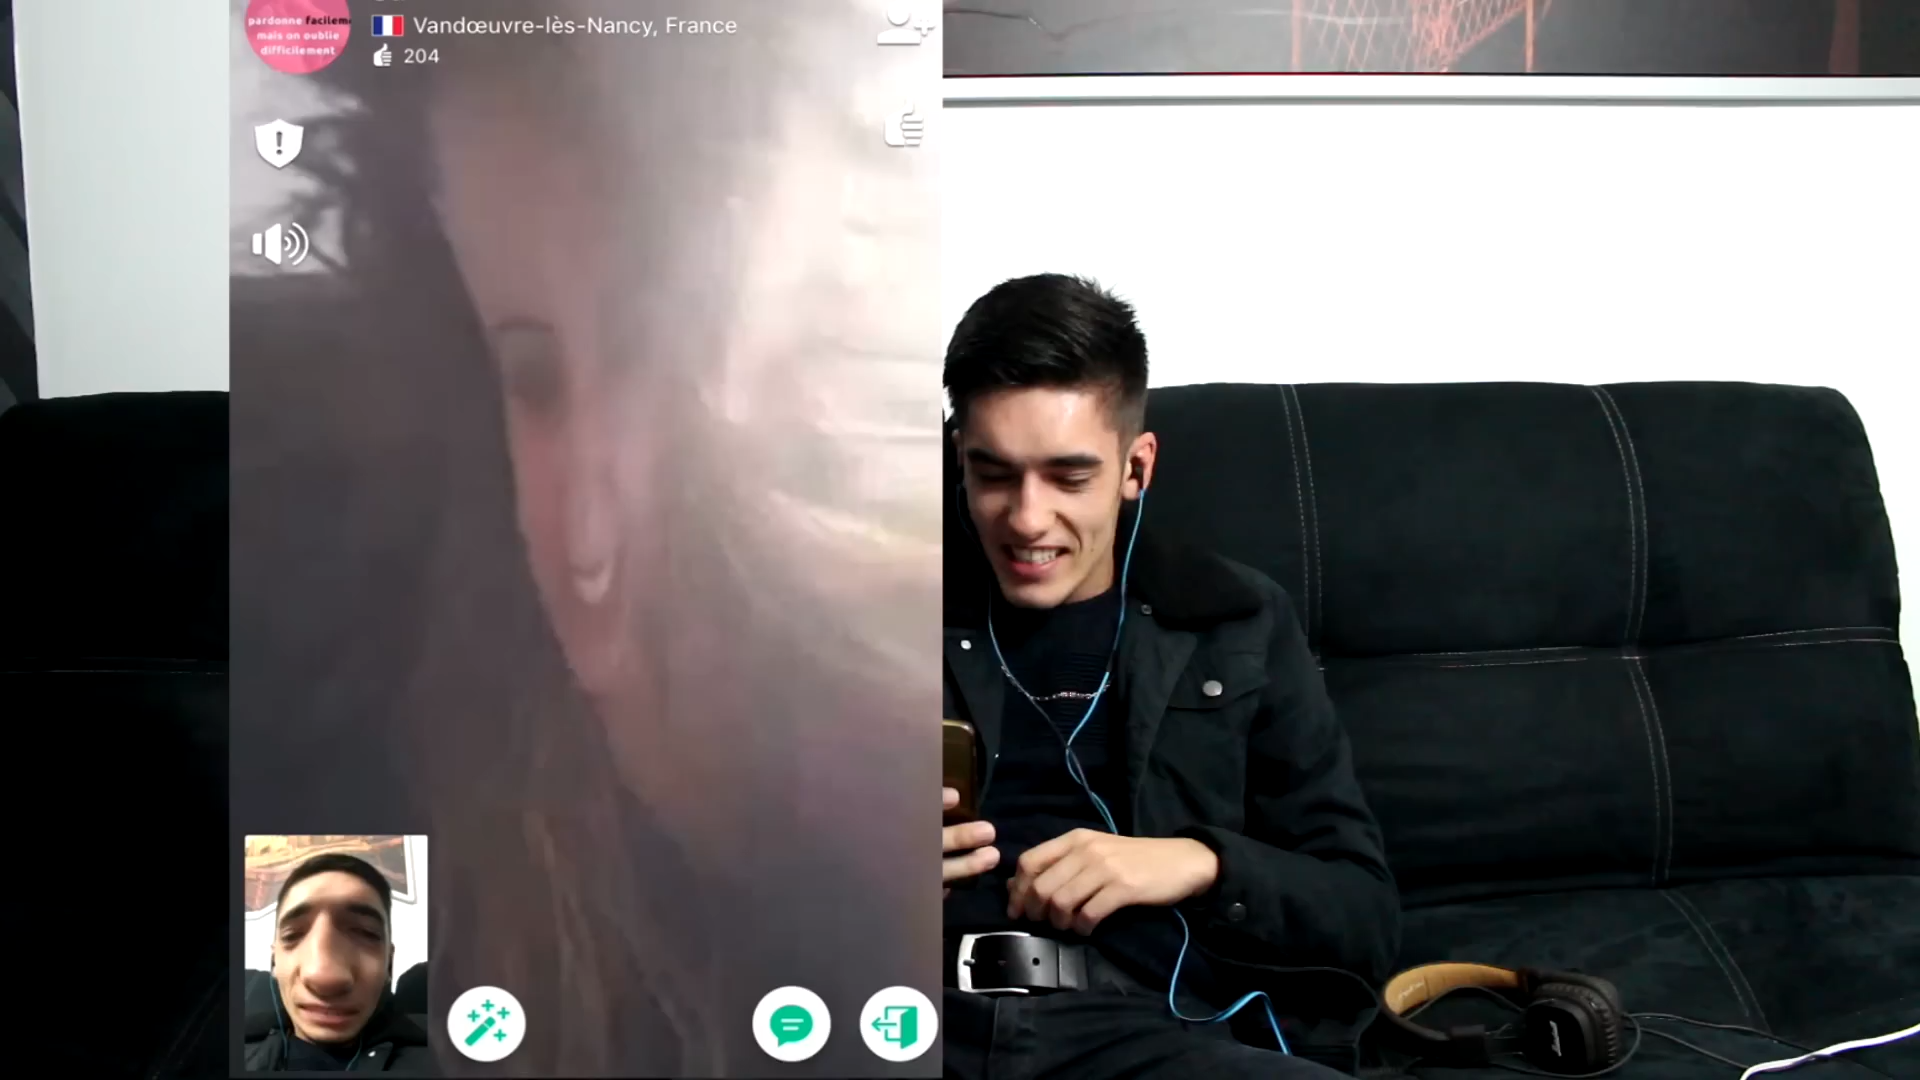 pardonne facilem
mais on oublie
difficilement
Vandœuvre-lès-Nancy, France
204